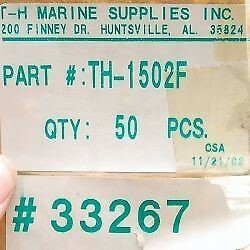 T-H MARINE SUPPLIES INC.
200 FINNEY DR. HUNTSVILLE, AL. 35824
PART #:TH-1502F
QTY: 50 PCS.
CSA
11/21/02
# 33267